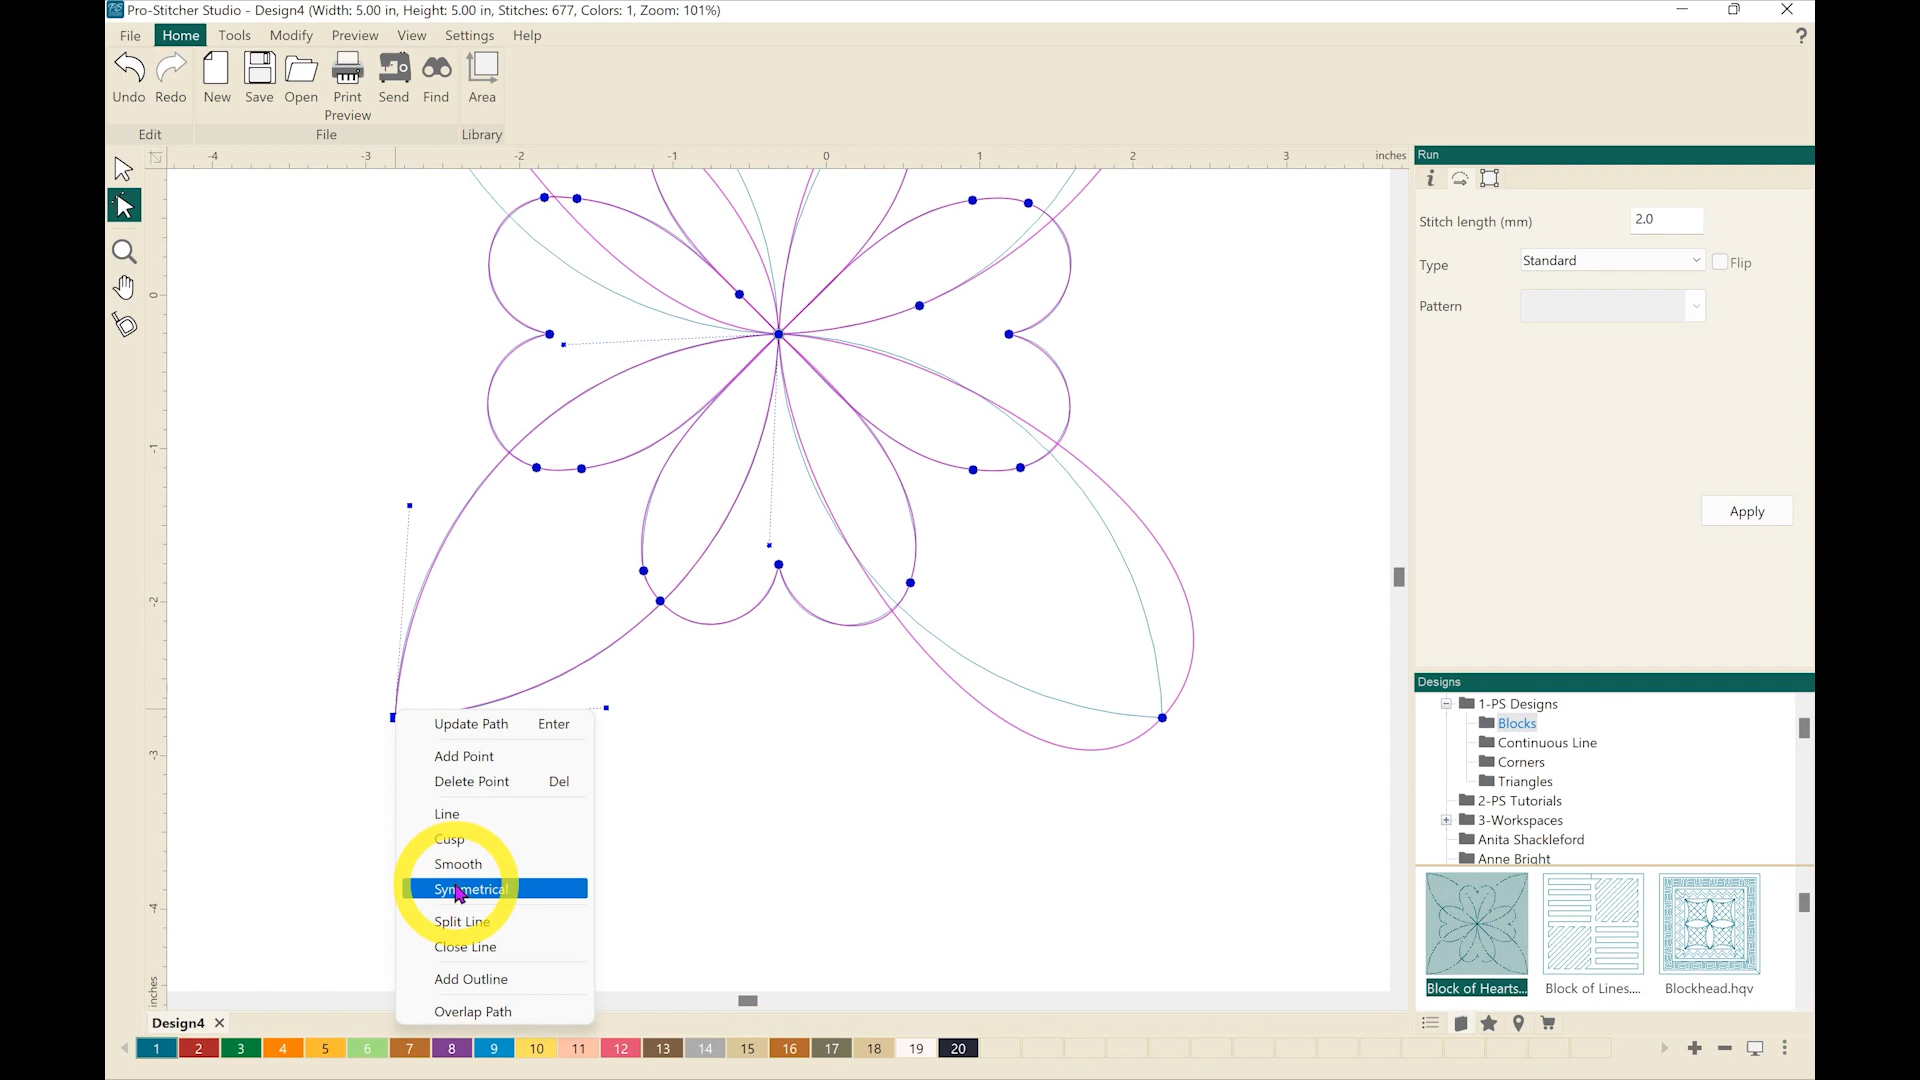 Pro-Stitcher Studio - Design4 (Width: 5.00 in, Height: 5.00 in, Stitches: 677, Colors: 1, Zoom: 101%)
File Home Tools Modify Preview View Settings Help ?
Undo Redo New Save Open Print Preview Send Find Area
Edit File Library
-4 -3 -2 -1 0 1 2 3 inches
0
-1
-2
-3
-4
inches
Run
Stitch length (mm) 2.0
Type Standard Flip
Pattern
Apply
Update Path Enter
Add Point
Delete Point Del
Line
Cusp
Smooth
Symmetrical
Split Line
Close Line
Add Outline
Overlap Path
Designs
1-PS Designs
Blocks
Continuous Line
Corners
Triangles
2-PS Tutorials
3-Workspaces
Anita Shackleford
Anne Bright
Block of Hearts... Block of Lines.... Blockhead.hqv
Design4
1 2 3 4 5 6 7 8 9 10 11 12 13 14 15 16 17 18 19 20